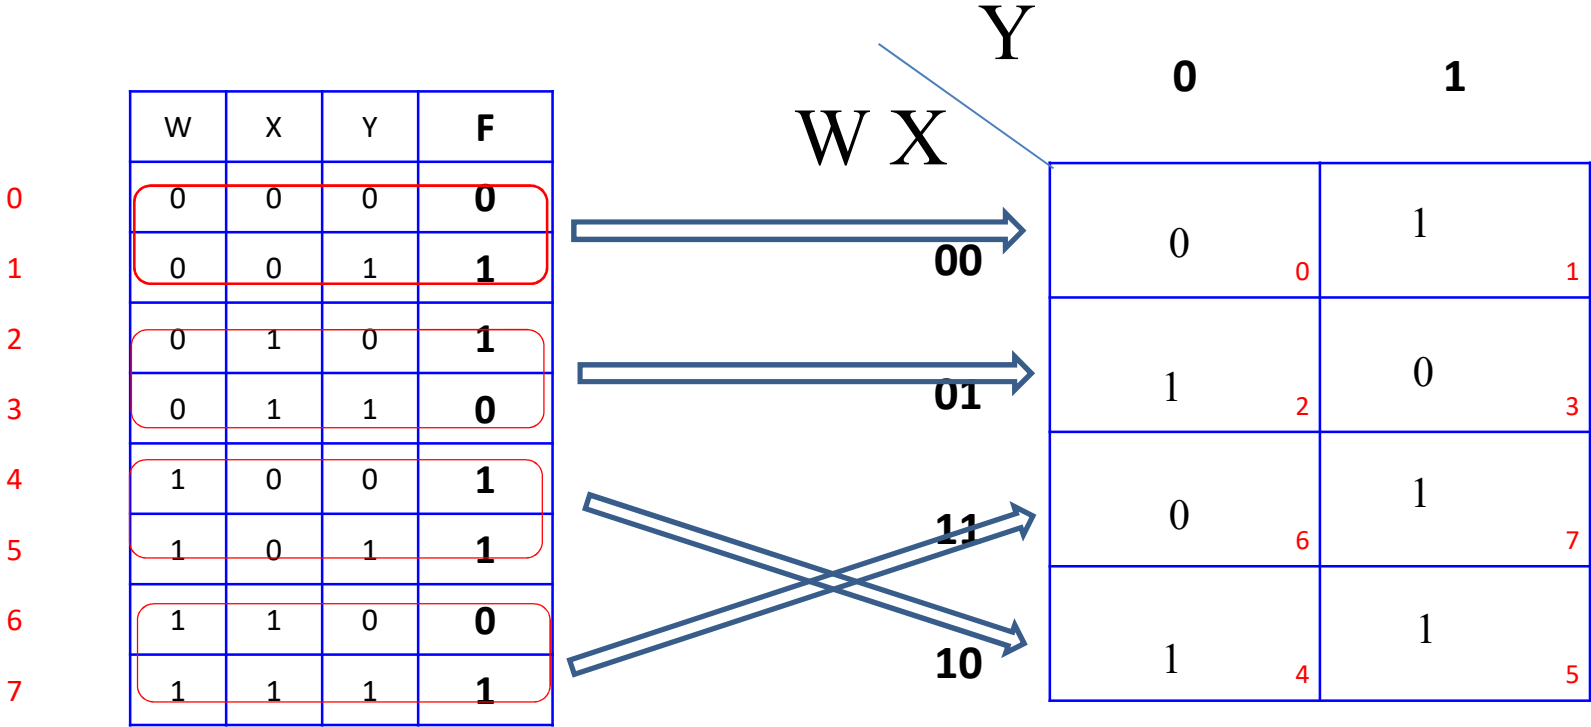 W X Y F
0 0 0 0 0
1 0 0 1 1
2 0 1 0 1
3 0 1 1 0
4 1 0 0 1
5 1 0 1 1
6 1 1 0 0
7 1 1 1 1
Y
W X
0 1
00 0 0 1 1
01 1 2 0 3
11 0 6 1 7
10 1 4 1 5